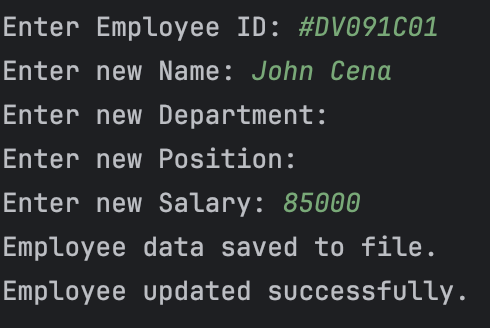 Enter Employee ID: #DV091C01
Enter new Name: John Cena
Enter new Department:
Enter new Position:
Enter new Salary: 85000
Employee data saved to file.
Employee updated successfully.